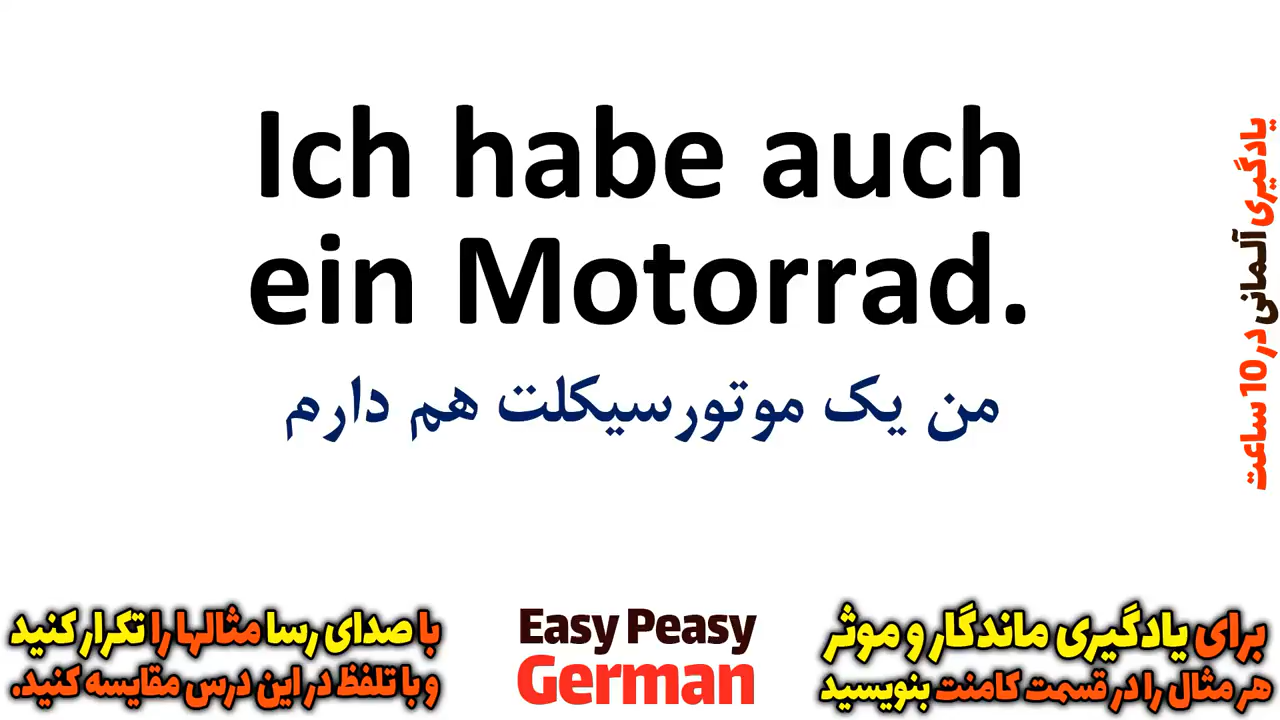 Ich habe auch
ein Motorrad.
من یک موتورسیکلت هم دارم
یادگیری آلمانی در 10 ساعت
برای یادگیری ماندگار و موثر
هر مثال را در قسمت کامنت بنویسید
Easy Peasy
German
با صدای رسا مثالها را تکرار کنید
و با تلفظ در این درس مقایسه کنید.